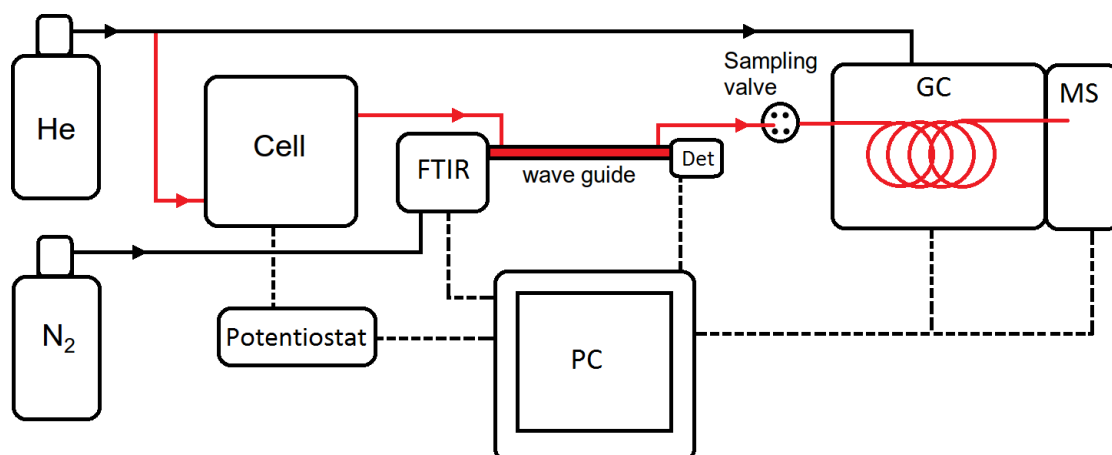 He
Cell
FTIR
wave guide
Det
Sampling
valve
GC
MS
N₂
Potentiostat
PC